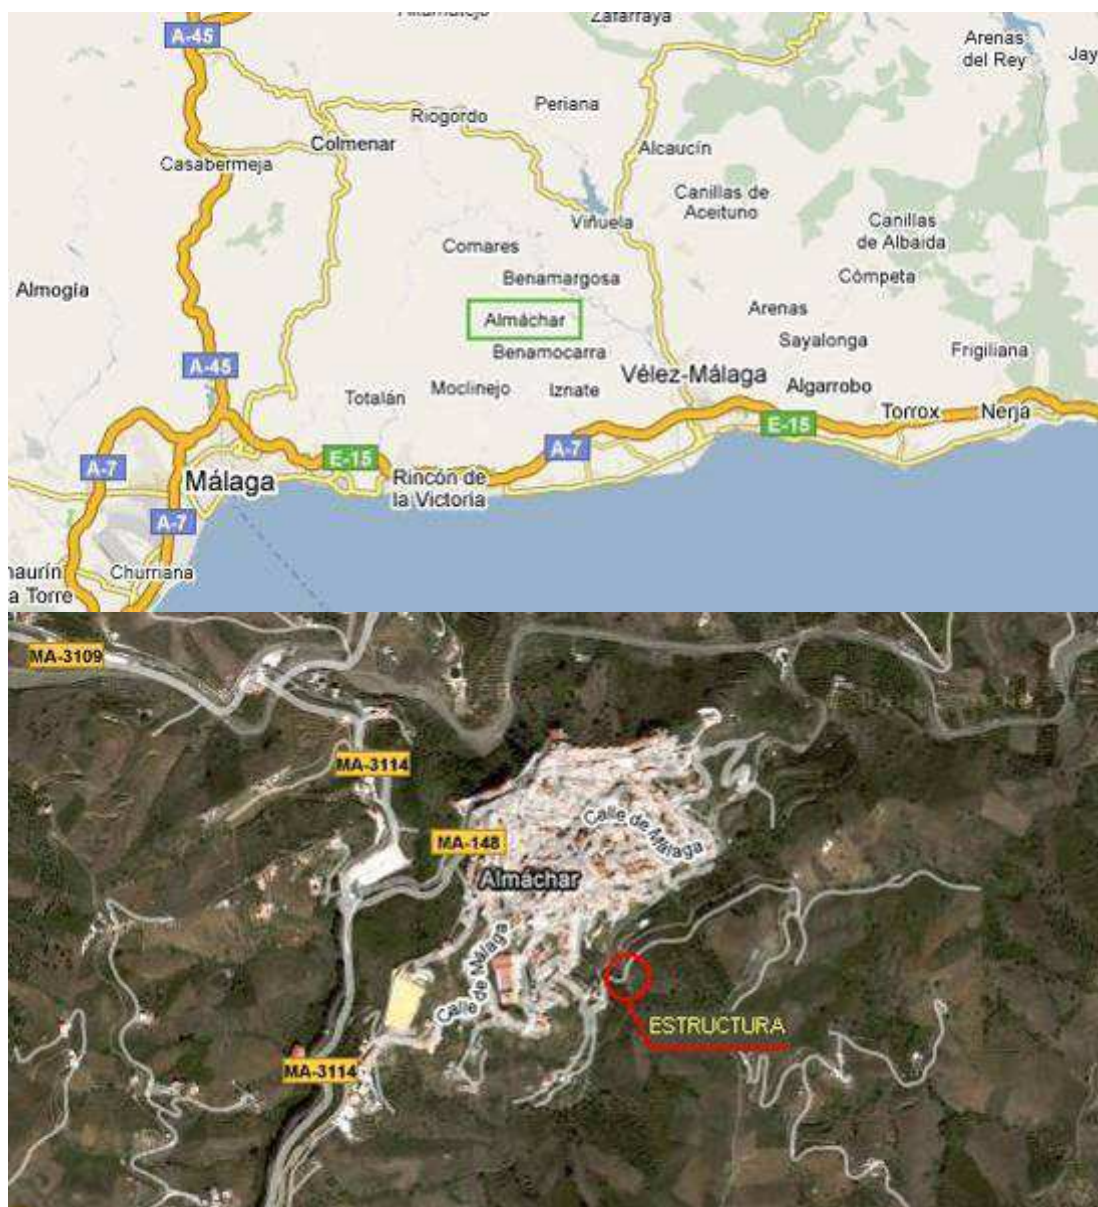 Zafarraya
A-45
Arenas
del Rey
Jay
Periana
Riogordo
Colmenar
Alcaucín
Casabermeja
Canillas de
Aceituno
Viñuela
Canillas
de Albaida
Comares
Benamargosa
Cómpeta
Almogía
Almáchar
Arenas
Sayalonga
Benamocarra
Frigiliana
A-45
Vélez-Málaga
Moclinejo
Iznate
Algarrobo
Totalán
Torrox
Nerja
E-15
A-7
E-15
A-7
Málaga
Rincón de
la Victoria
A-7
Churriana
haurín
a Torre
MA-3109
MA-3114
Calle de Málaga
MA-148
Almáchar
Calle de Málaga
ESTRUCTURA
MA-3114